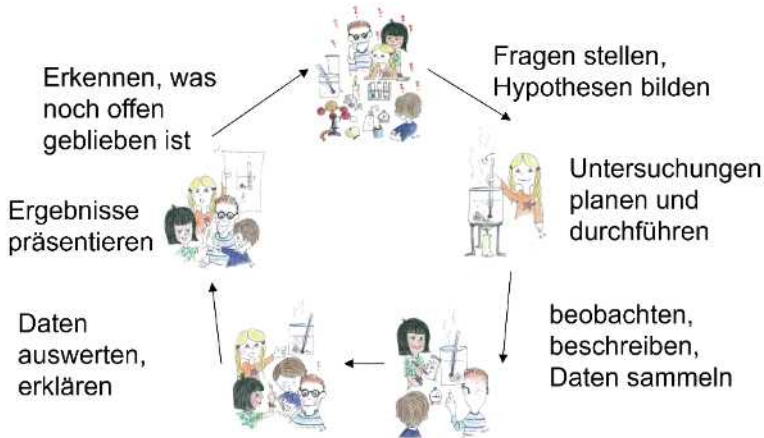 Fragen stellen,
Hypothesen bilden
Untersuchungen
planen und
durchführen
beobachten,
beschreiben,
Daten sammeln
Daten
auswerten,
erklären
Ergebnisse
präsentieren
Erkennen, was
noch offen
geblieben ist